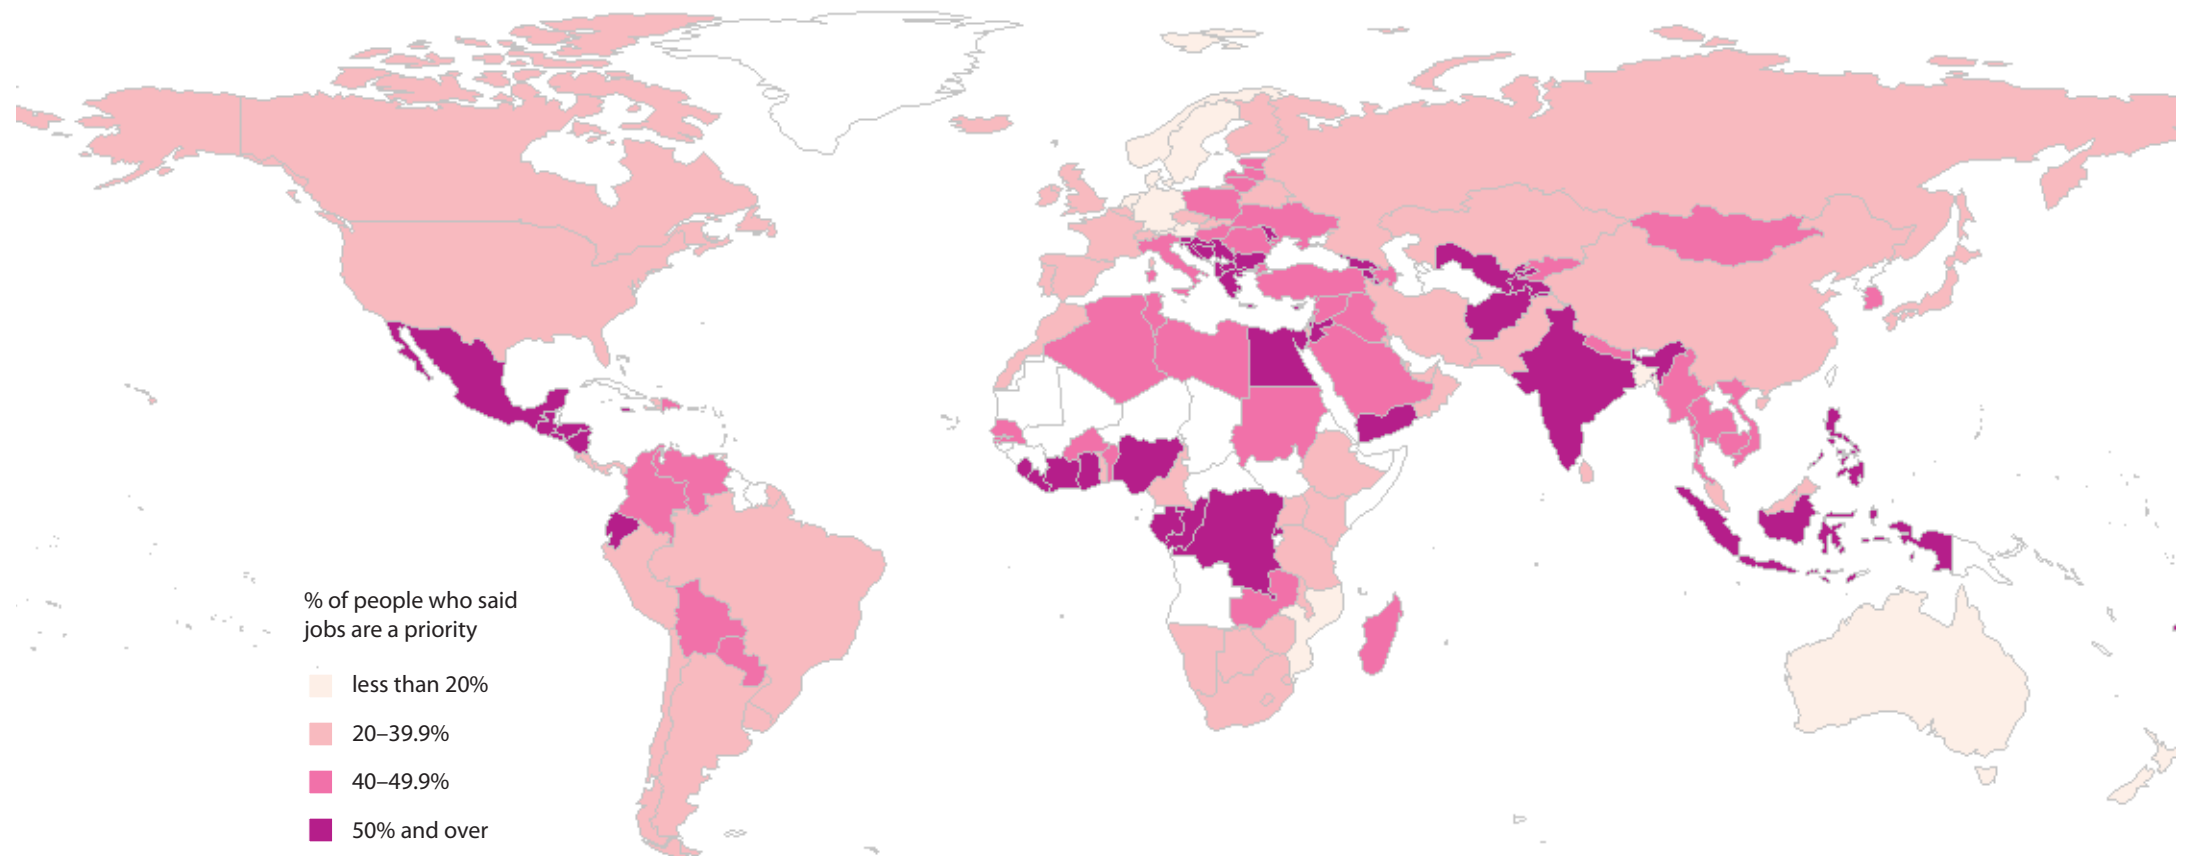 % of people who said
jobs are a priority
less than 20%
20–39.9%
40–49.9%
50% and over